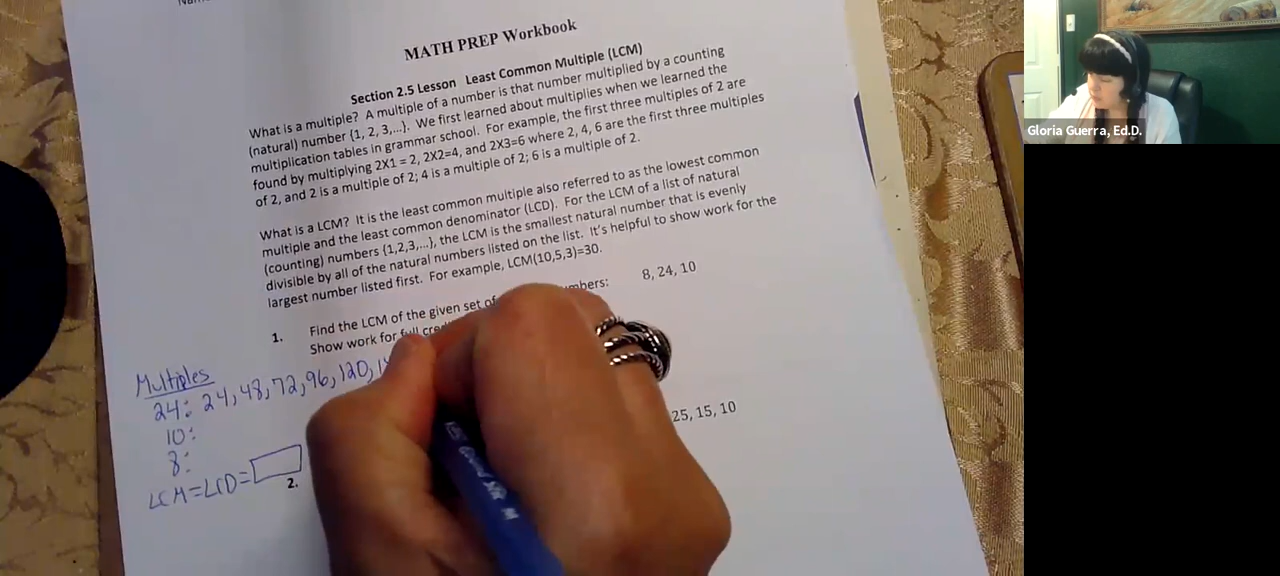 MATH PREP Workbook
Section 2.5 Lesson Least Common Multiple (LCM)
What is a multiple? A multiple of a number is that number multiplied by a counting
(natural) number {1, 2, 3,...}. We first learned about multiplies when we learned the
multiplication tables in grammar school. For example, the first three multiples of 2 are
found by multiplying 2X1 = 2, 2X2=4, and 2X3=6 where 2, 4, 6 are the first three multiples
of 2, and 2 is a multiple of 2; 4 is a multiple of 2; 6 is a multiple of 2.
What is a LCM? It is the least common multiple also referred to as the lowest common
multiple and the least common denominator (LCD). For the LCM of a list of natural
(counting) numbers {1,2,3,...}, the LCM is the smallest natural number that is evenly
divisible by all of the natural numbers listed on the list. It's helpful to show work for the
largest number listed first. For example, LCM(10,5,3)=30.
1. Find the LCM of the given set of 8, 24, 10
Show work for full
Multiples
24: 24, 48, 72, 96, 120,
10:
8:
LCM=LCD=
2. 25, 15, 10
Gloria Guerra, Ed.D.